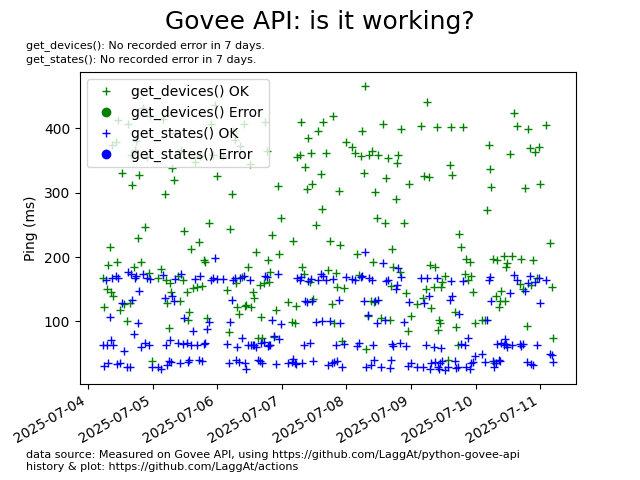 Govee API: is it working?
get_devices(): No recorded error in 7 days.
get_states(): No recorded error in 7 days.
get_devices() OK
get_devices() Error
get_states() OK
get_states() Error
Ping (ms)
400
300
200
100
2025-07-04
2025-07-05
2025-07-06
2025-07-07
2025-07-08
2025-07-09
2025-07-10
2025-07-11
data source: Measured on Govee API, using https://github.com/LaggAt/python-govee-api
history & plot: https://github.com/LaggAt/actions